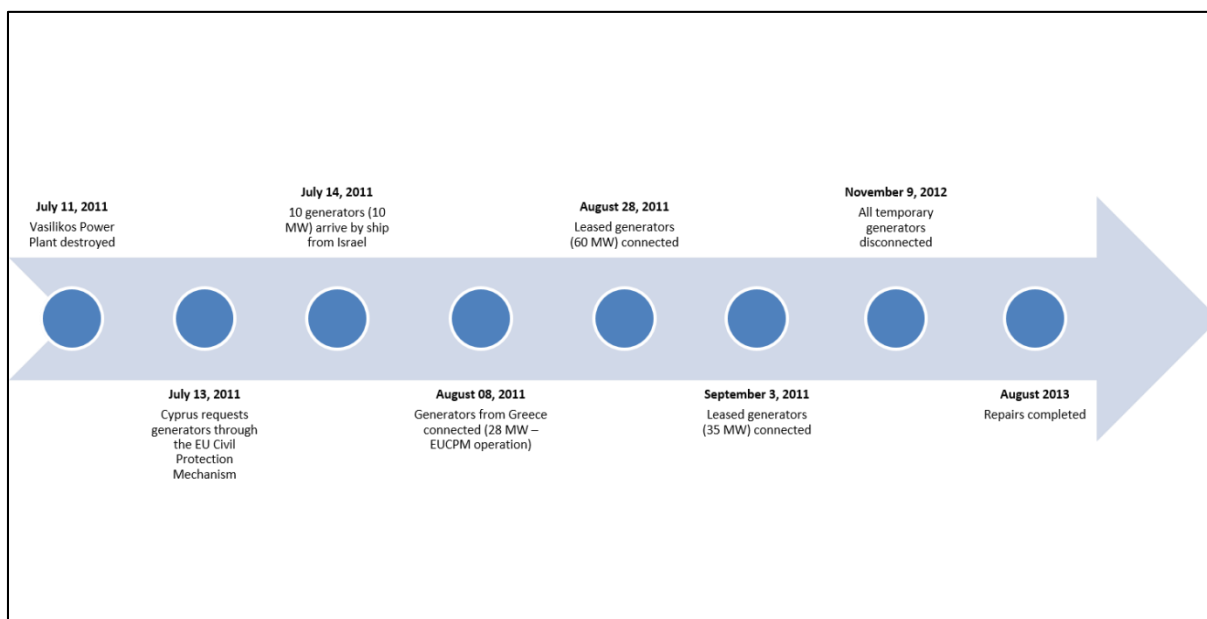 July 11, 2011
Vasilikos Power
Plant destroyed
July 13, 2011
Cyprus requests
generators through
the EU Civil
Protection
Mechanism
July 14, 2011
10 generators (10
MW) arrive by ship
from Israel
August 08, 2011
Generators from Greece
connected (28 MW –
EUCPM operation)
August 28, 2011
Leased generators
(60 MW) connected
September 3, 2011
Leased generators
(35 MW) connected
November 9, 2012
All temporary
generators
disconnected
August 2013
Repairs completed